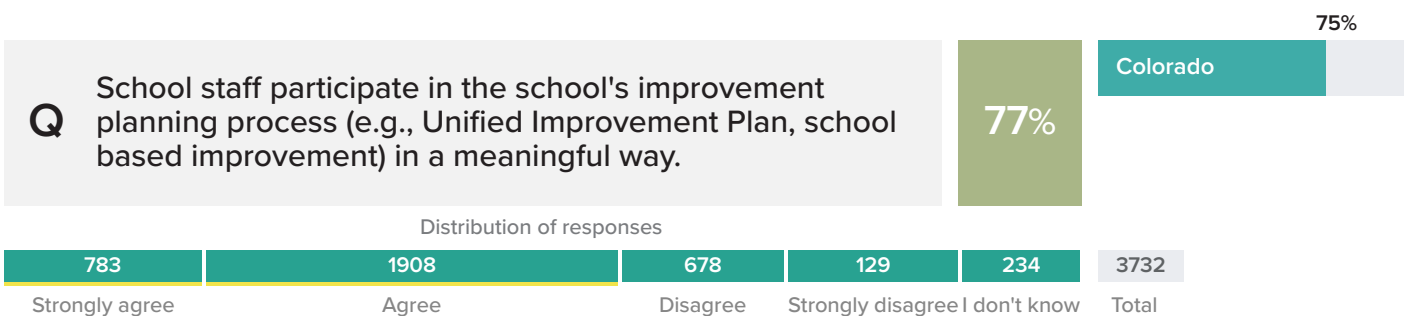 75%
Q
School staff participate in the school's improvement
planning process (e.g., Unified Improvement Plan, school
based improvement) in a meaningful way.
77%
Colorado
Distribution of responses
783 1908 678 129 234 3732
Strongly agree Agree Disagree Strongly disagree I don't know Total